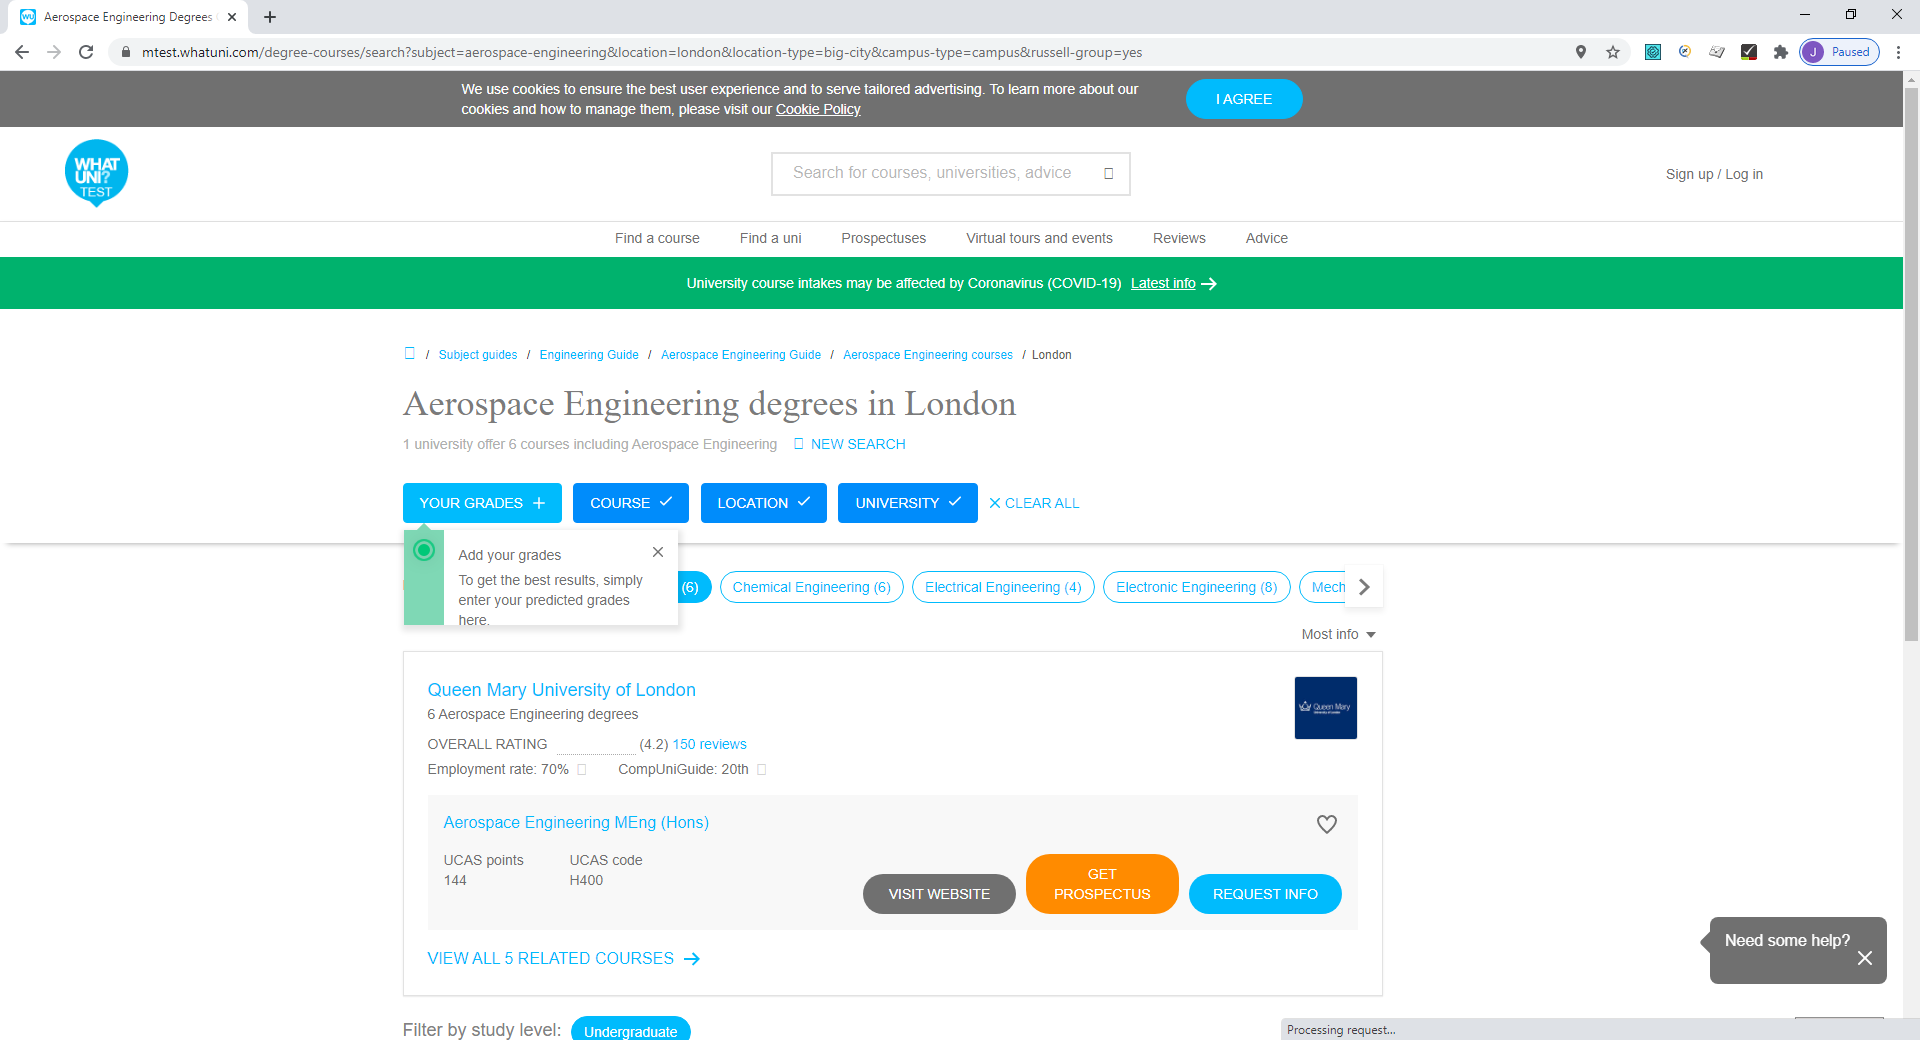 Aerospace Engineering Degrees
mtest.whatuni.com/degree-courses/search?subject=aerospace-engineering&location=london&location-type=big-city&campus-type=campus&russell-group=yes
J Paused
We use cookies to ensure the best user experience and to serve tailored advertising. To learn more about our
cookies and how to manage them, please visit our Cookie Policy
I AGREE
WHAT
UNI?
TEST
Search for courses, universities, advice
Sign up / Log in
Find a course Find a uni Prospectuses Virtual tours and events Reviews Advice
University course intakes may be affected by Coronavirus (COVID-19) Latest info
/ Subject guides / Engineering Guide / Aerospace Engineering Guide / Aerospace Engineering courses / London
Aerospace Engineering degrees in London
1 university offer 6 courses including Aerospace Engineering NEW SEARCH
YOUR GRADES COURSE LOCATION UNIVERSITY CLEAR ALL
Add your grades
To get the best results, simply
enter your predicted grades
here.
(6) Chemical Engineering (6) Electrical Engineering (4) Electronic Engineering (8) Mech
Most info
Queen Mary University of London
6 Aerospace Engineering degrees
Queen Mary
University of London
OVERALL RATING (4.2) 150 reviews
Employment rate: 70% CompUniGuide: 20th
Aerospace Engineering MEng (Hons)
UCAS points UCAS code
144 H400
VISIT WEBSITE
GET
PROSPECTUS
REQUEST INFO
VIEW ALL 5 RELATED COURSES
Need some help?
Filter by study level: Undergraduate
Processing request...